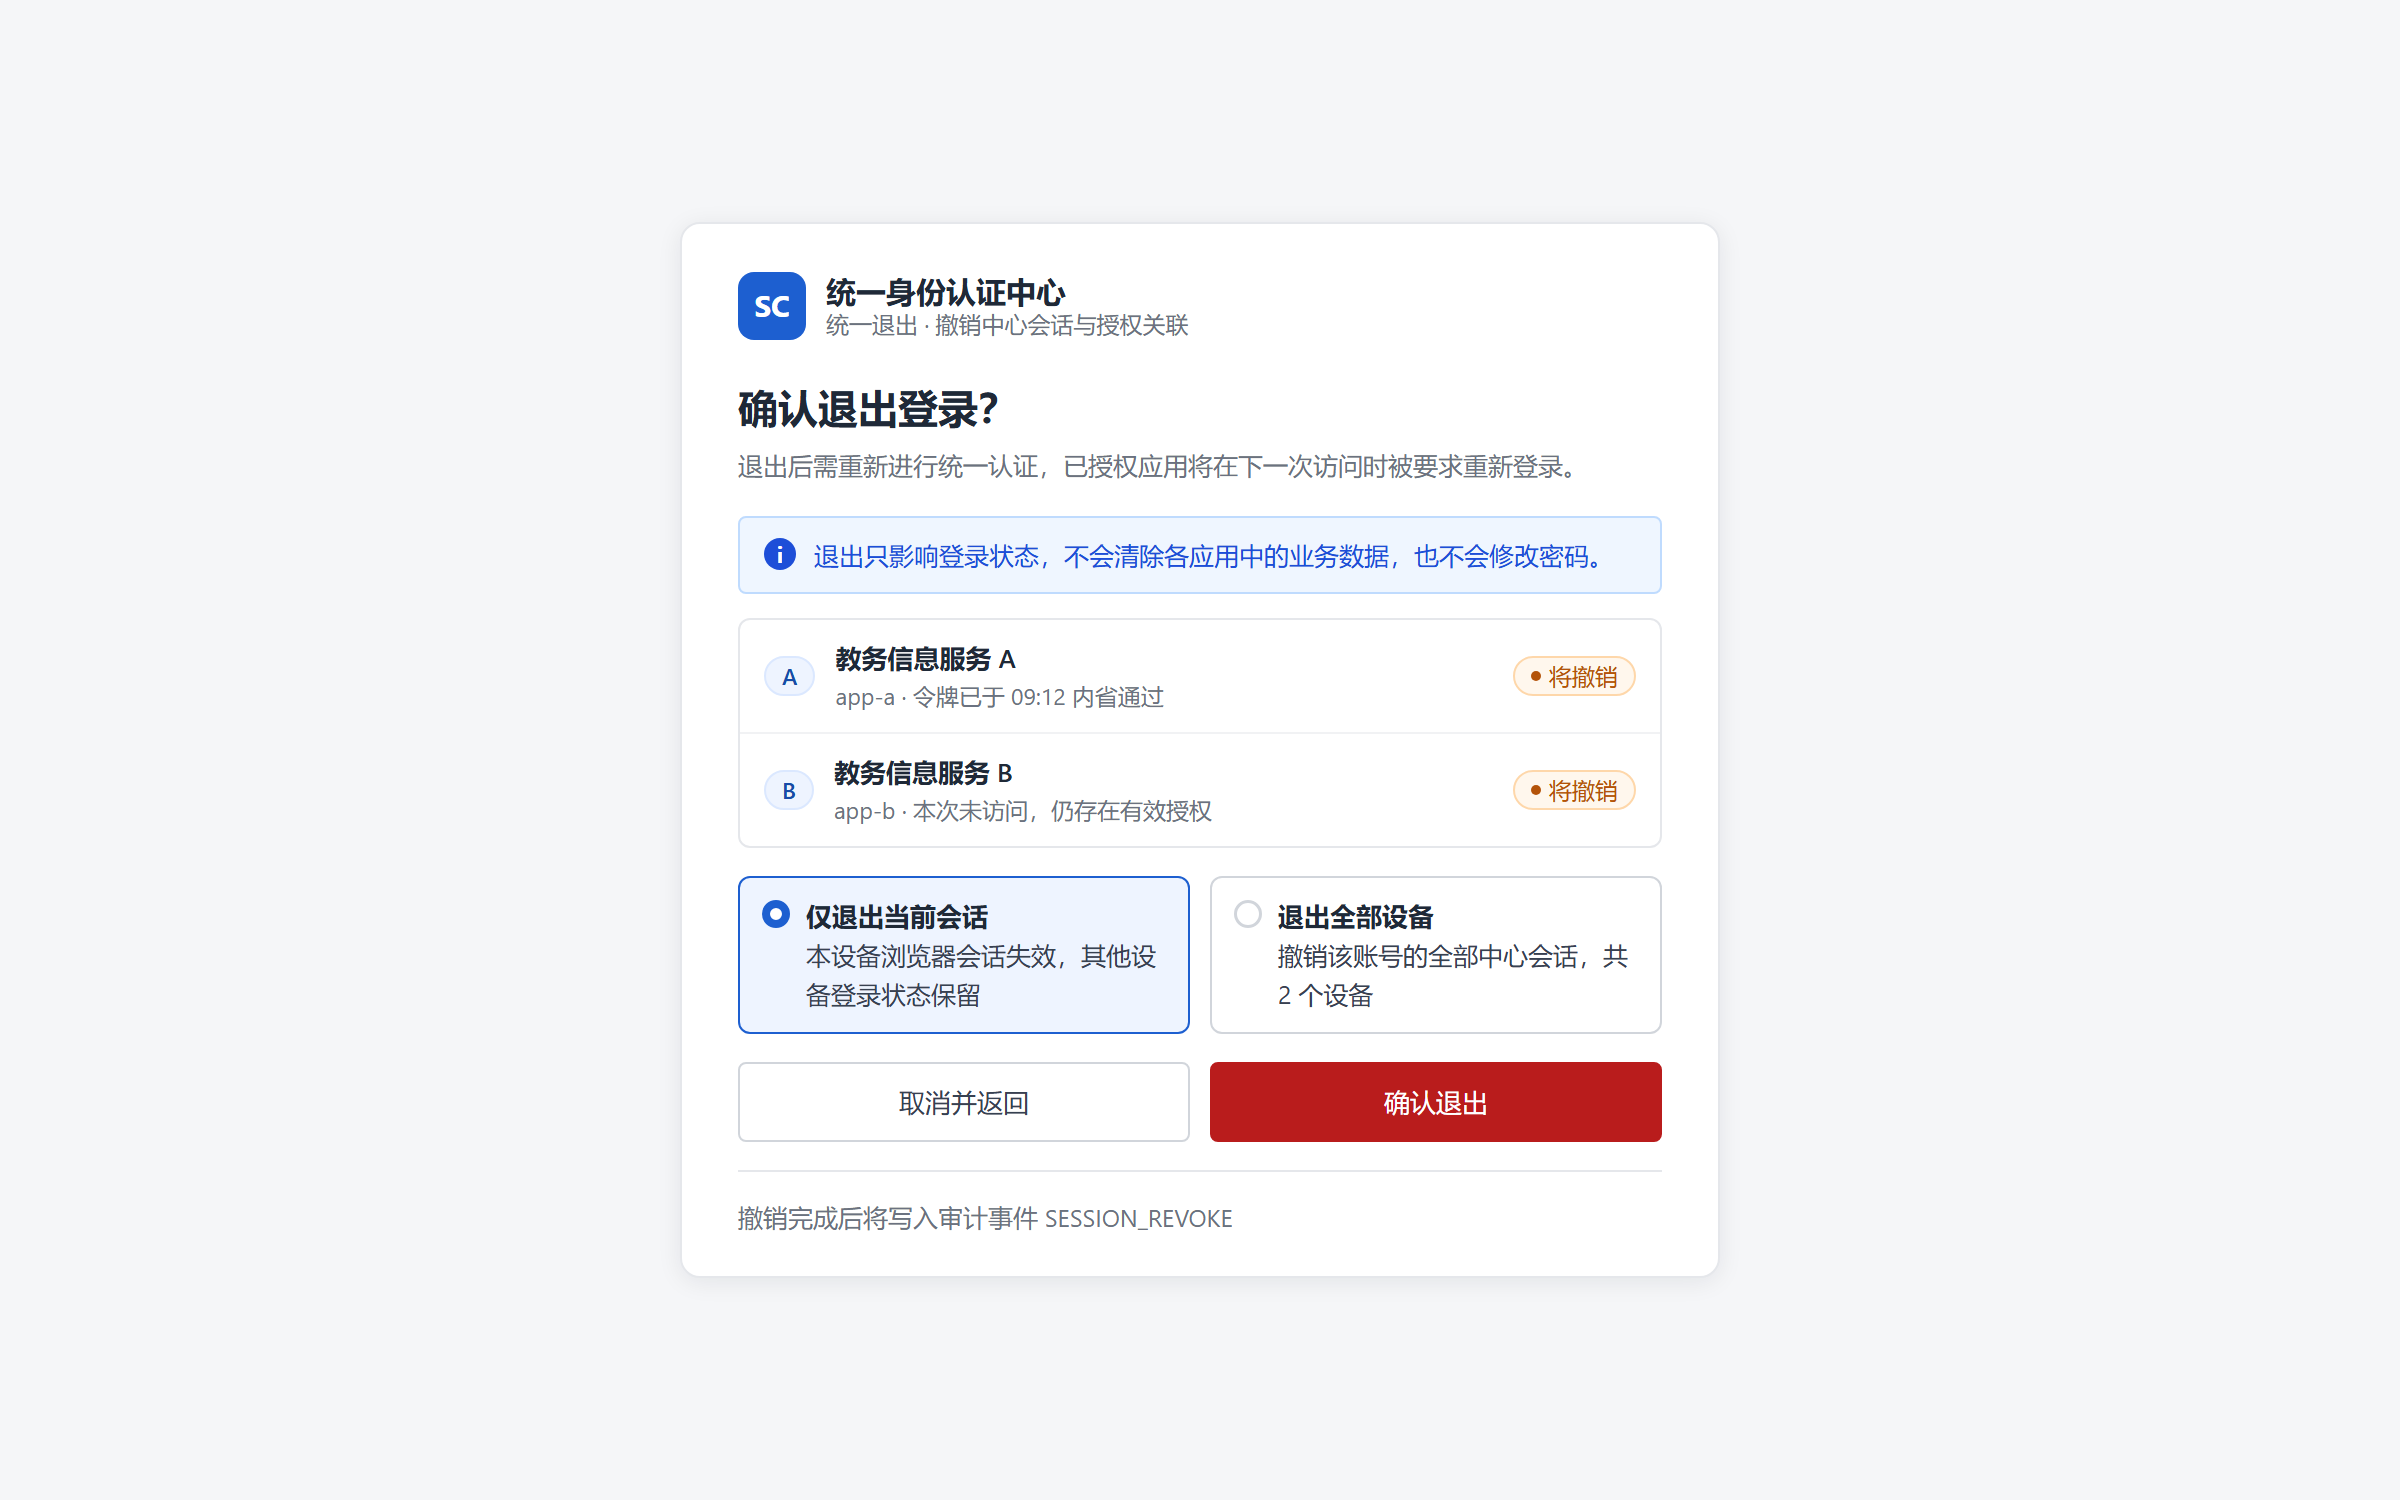 SC
统一身份认证中心
统一退出 · 撤销中心会话与授权关联
确认退出登录？
退出后需重新进行统一认证，已授权应用将在下一次访问时被要求重新登录。
i 退出只影响登录状态，不会清除各应用中的业务数据，也不会修改密码。
A
教务信息服务 A
app-a · 令牌已于 09:12 内省通过
将撤销
B
教务信息服务 B
app-b · 本次未访问，仍存在有效授权
将撤销
仅退出当前会话
本设备浏览器会话失效，其他设
备登录状态保留
退出全部设备
撤销该账号的全部中心会话，共
2 个设备
取消并返回
确认退出
撤销完成后将写入审计事件 SESSION_REVOKE